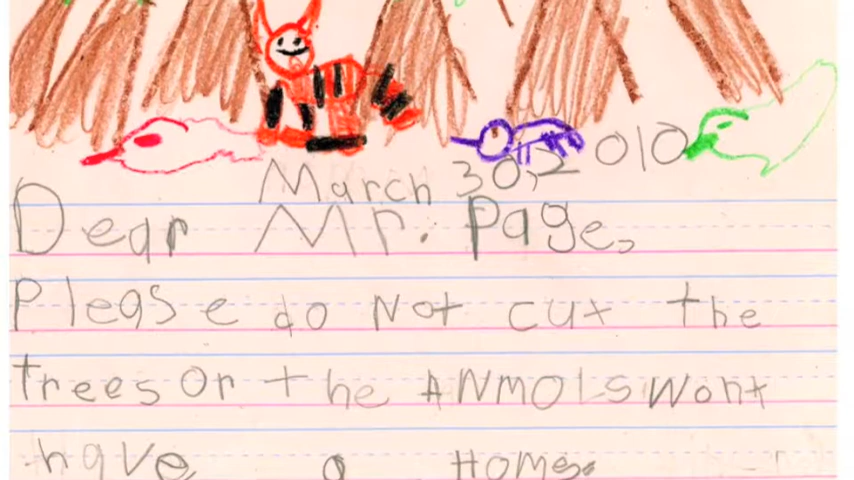 March 30, 2010
Dear Mr. Page,
Please do Not cut the
trees or the ANmOLS wont
have a Home.